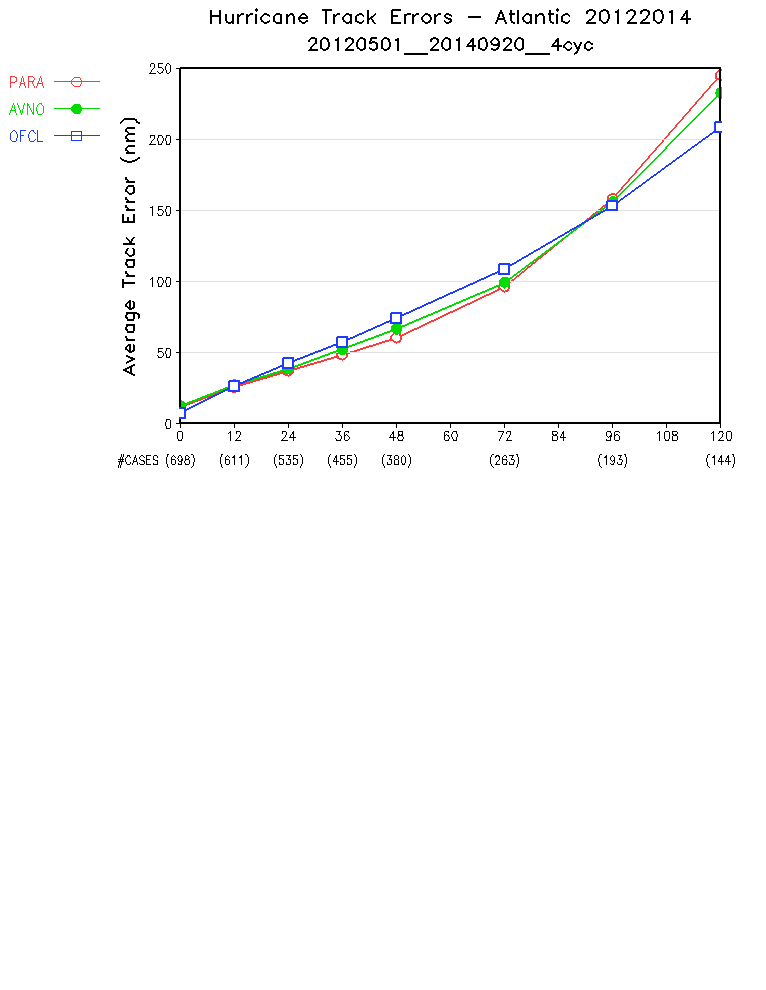 Hurricane Track Errors - Atlantic 20122014
20120501__20140920__4cyc
PARA
AVNO
OFCL
Average Track Error (nm)
250
200
150
100
50
0
0 12 24 36 48 60 72 84 96 108 120
#CASES (698) (611) (535) (455) (380) (263) (193) (144)